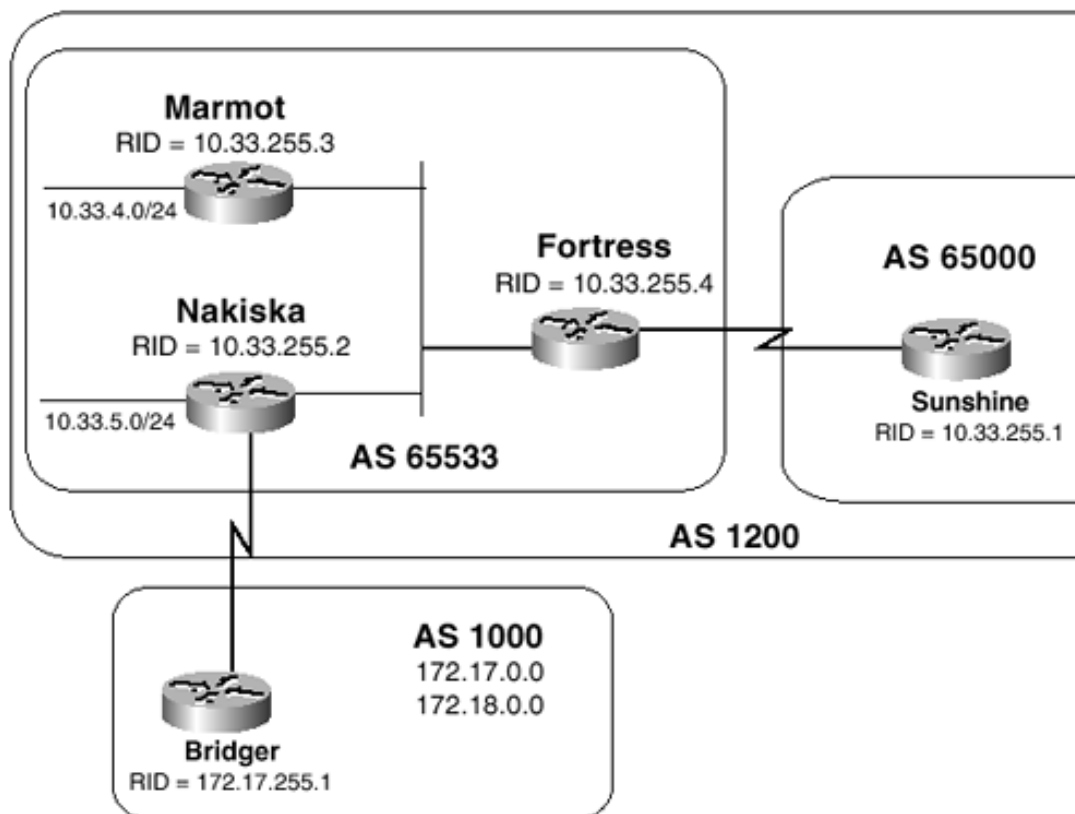 Marmot
RID = 10.33.255.3
10.33.4.0/24
Fortress
RID = 10.33.255.4
AS 65000
Nakiska
RID = 10.33.255.2
10.33.5.0/24
Sunshine
RID = 10.33.255.1
AS 65533
AS 1200
AS 1000
172.17.0.0
172.18.0.0
Bridger
RID = 172.17.255.1